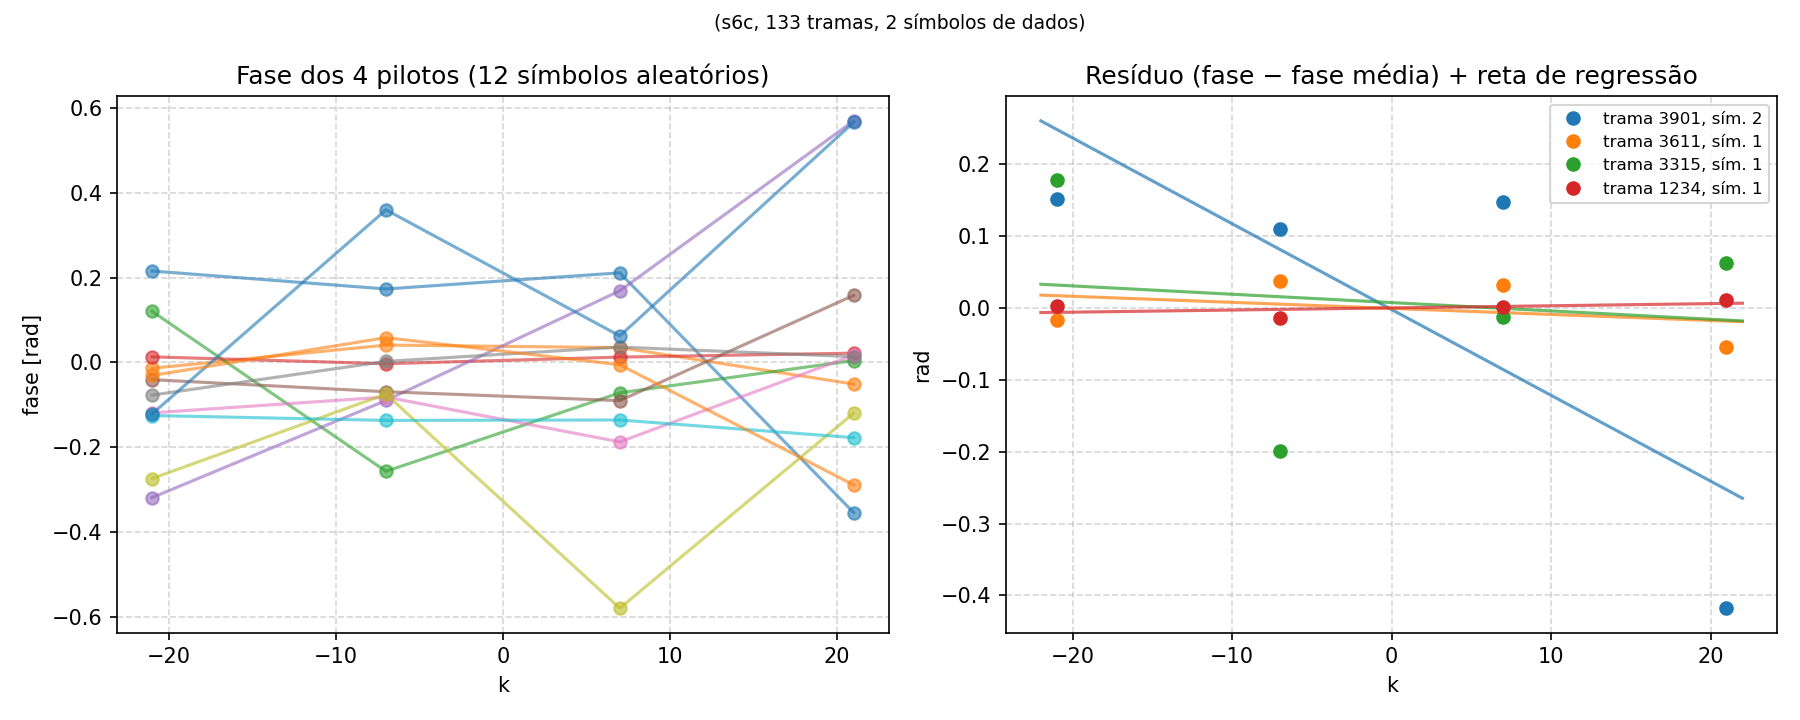 (s6c, 133 tramas, 2 símbolos de dados)
Fase dos 4 pilotos (12 símbolos aleatórios)
fase [rad]
0.6
0.4
0.2
0.0
−0.2
−0.4
−0.6
−20
−10
0
10
20
k
Resíduo (fase − fase média) + reta de regressão
trama 3901, sím. 2
trama 3611, sím. 1
trama 3315, sím. 1
trama 1234, sím. 1
rad
0.2
0.1
0.0
−0.1
−0.2
−0.3
−0.4
−20
−10
0
10
20
k